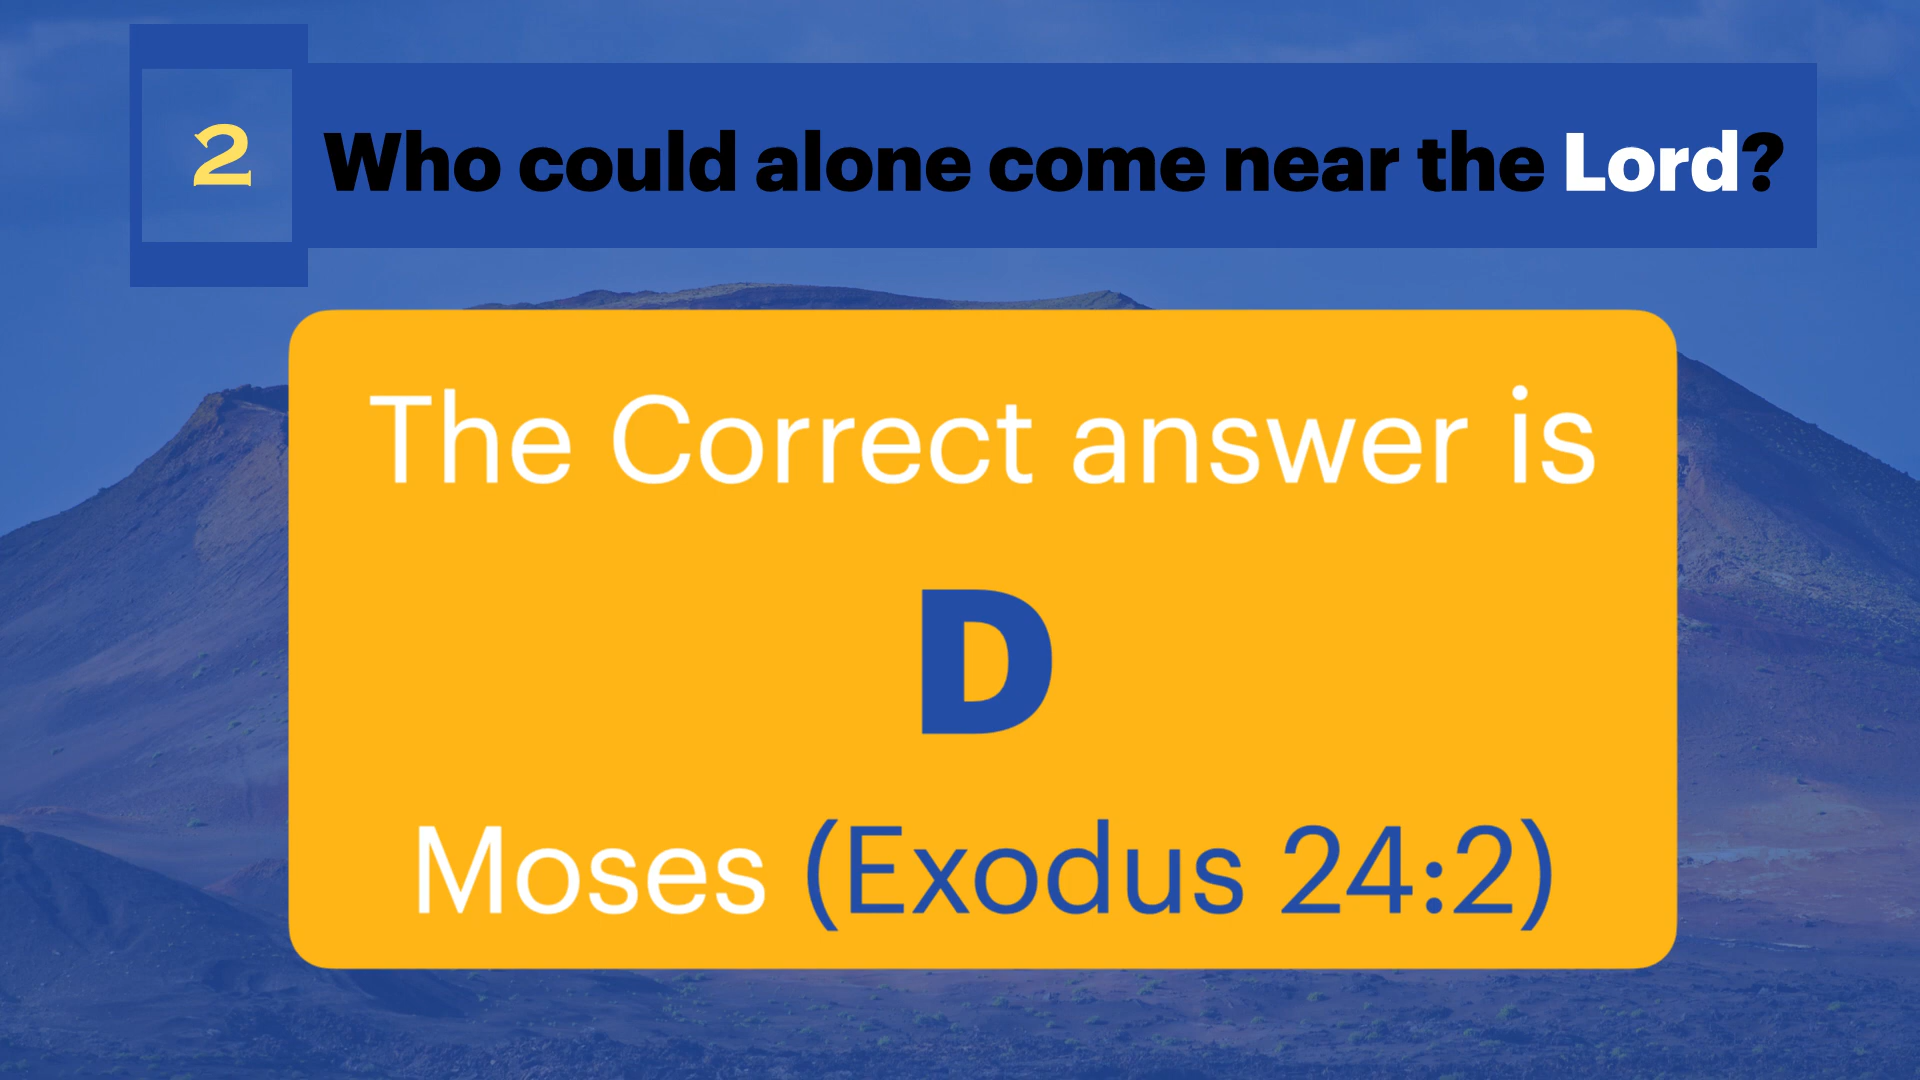 2
Who could alone come near the Lord?
The Correct answer is
D
Moses (Exodus 24:2)